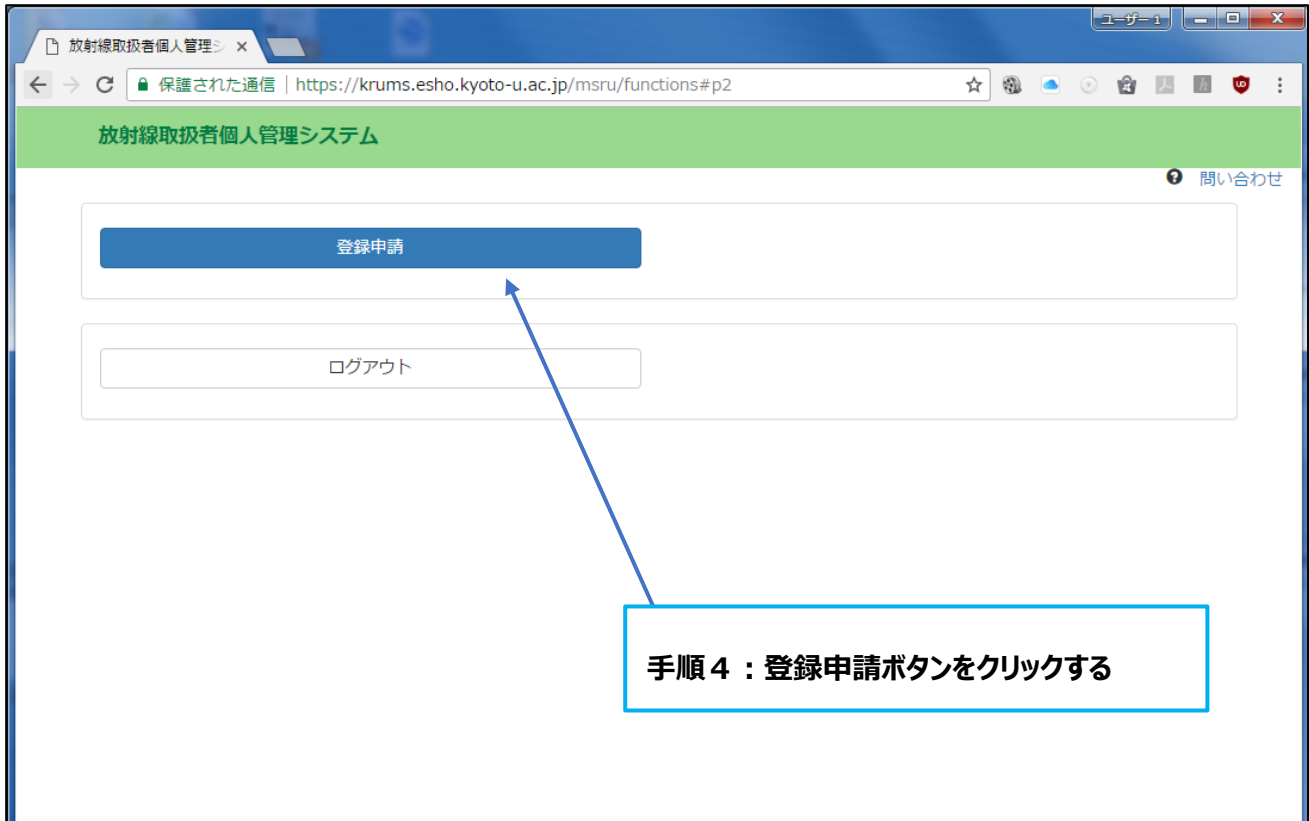 ユーザー 1
放射線取扱者個人管理シ
保護された通信 | https://krums.esho.kyoto-u.ac.jp/msru/functions#p2
放射線取扱者個人管理システム
問い合わせ
登録申請
ログアウト
手順4：登録申請ボタンをクリックする